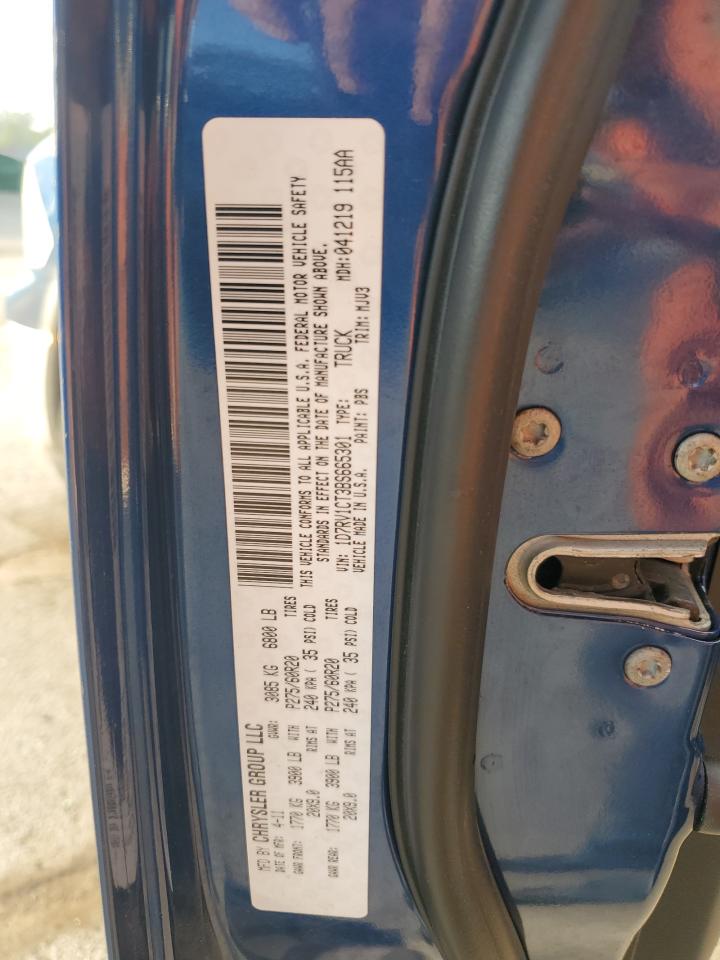 MFD BY CHRYSLER GROUP LLC
DATE OF MFR: 4-11 GVWR: 3085 KG 6800 LB
GAWR FRONT: 1770 KG 3900 LB WITH P275/60R20 TIRES
20X9.0 RIMS AT 240 KPA ( 35 PSI) COLD
GAWR REAR: 1770 KG 3900 LB WITH P275/60R20 TIRES
20X9.0 RIMS AT 240 KPA ( 35 PSI) COLD
THIS VEHICLE CONFORMS TO ALL APPLICABLE U.S.A. FEDERAL MOTOR VEHICLE SAFETY
STANDARDS IN EFFECT ON THE DATE OF MANUFACTURE SHOWN ABOVE.
VIN: 1D7RV1CT3BS665301 TYPE: TRUCK MDH:041219 115AA
VEHICLE MADE IN U.S.A. PAINT: PBS TRIM: MJV3